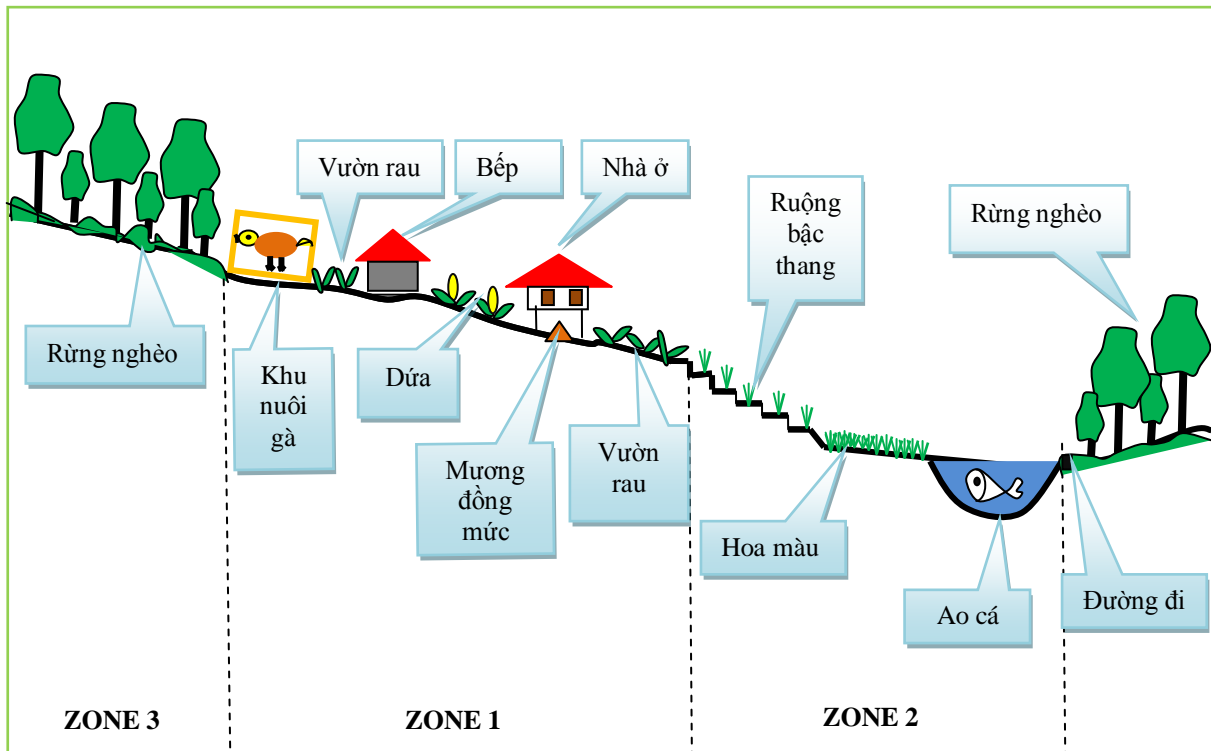 Vườn rau
Bếp
Nhà ở
Ruộng
bậc
thang
Rừng nghèo
Rừng nghèo
Khu
nuôi
gà
Dứa
Mương
đồng
mức
Vườn
rau
Hoa màu
Ao cá
Đường đi
ZONE 3
ZONE 1
ZONE 2